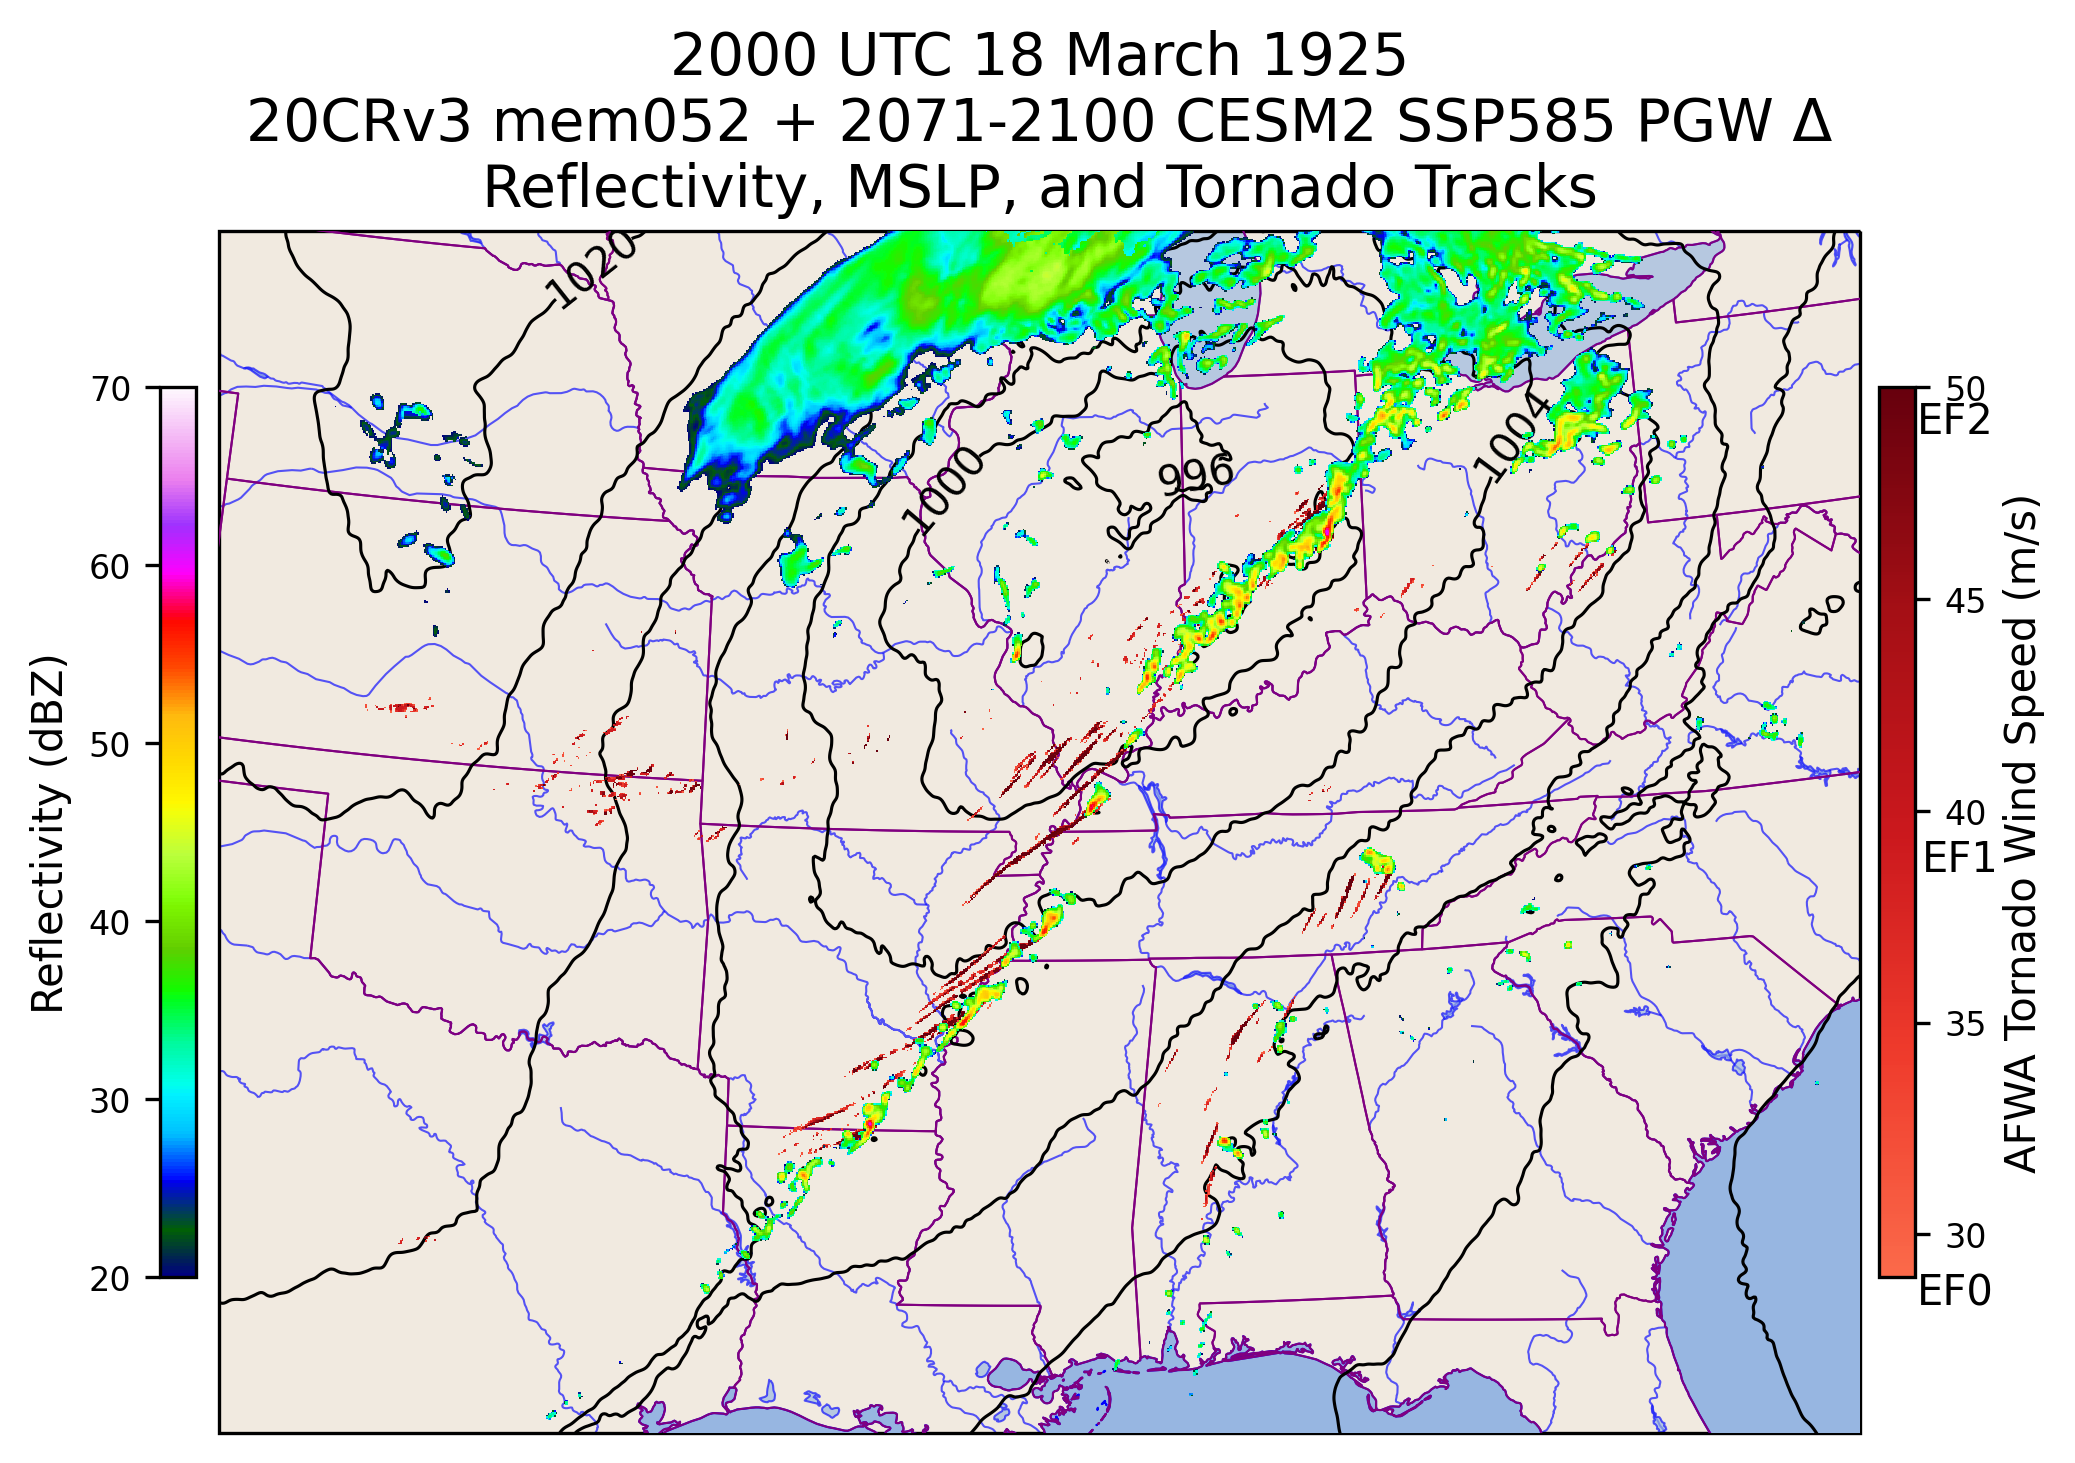 2000 UTC 18 March 1925
20CRv3 mem052 + 2071-2100 CESM2 SSP585 PGW Δ
Reflectivity, MSLP, and Tornado Tracks
1020
1004
996
1000
70
60
50
40
30
20
Reflectivity (dBZ)
50
EF2
45
40
EF1
35
30
EF0
AFWA Tornado Wind Speed (m/s)